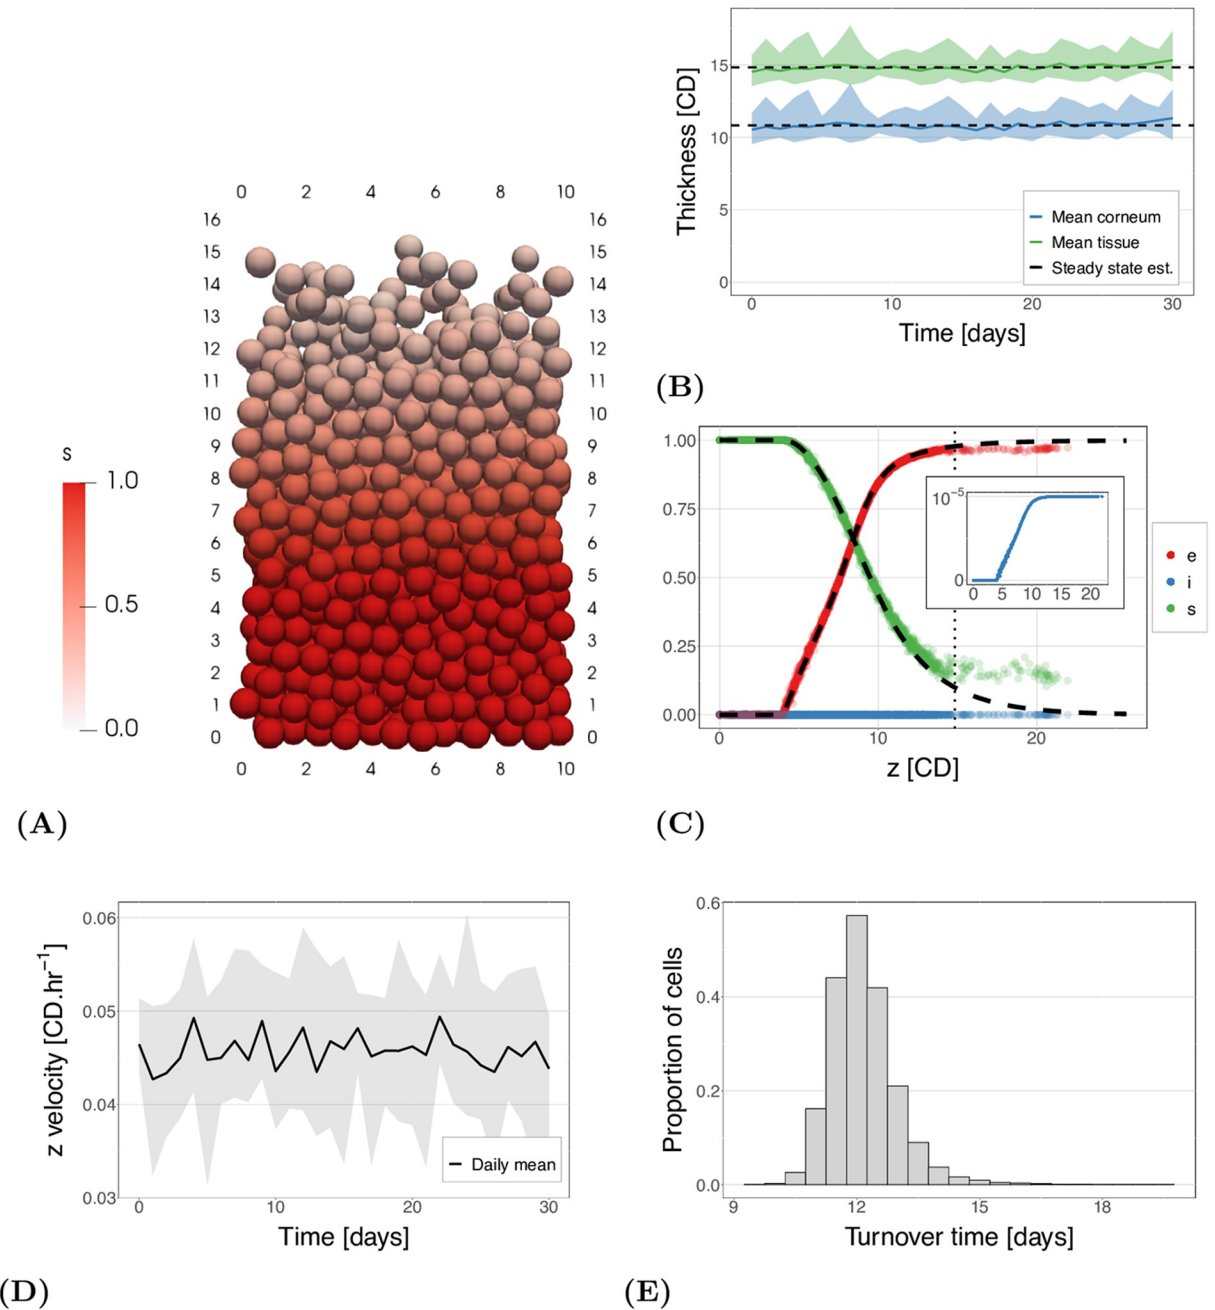 0 2 4 6 8 10
16 16
15 15
14 14
13 13
12 12
11 11
10 10
9 9
8 8
7 7
6 6
5 5
4 4
3 3
2 2
1 1
0 0
0 2 4 6 8 10
s
1.0
0.5
0.0
(A)
Thickness [CD]
15
10
5
0
Mean corneum
Mean tissue
Steady state est.
0 10 20 30
Time [days]
(B)
1.00
0.75
0.50
0.25
0.00
10⁻⁵
0
0 5 10 15 20
e
i
s
0 10 20
z [CD]
(C)
z velocity [CD.hr⁻¹]
0.06
0.05
0.04
0.03
Daily mean
0 10 20 30
Time [days]
(D)
Proportion of cells
0.6
0.4
0.2
0.0
9 12 15 18
Turnover time [days]
(E)